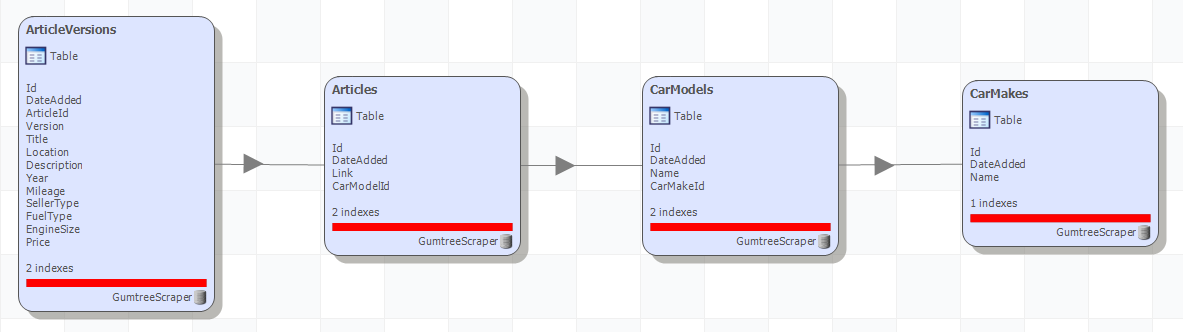 ArticleVersions
Table
Id
DateAdded
ArticleId
Version
Title
Location
Description
Year
Mileage
SellerType
FuelType
EngineSize
Price
2 indexes
GumtreeScraper
Articles
Table
Id
DateAdded
Link
CarModelId
2 indexes
GumtreeScraper
CarModels
Table
Id
DateAdded
Name
CarMakeId
2 indexes
GumtreeScraper
CarMakes
Table
Id
DateAdded
Name
1 indexes
GumtreeScraper